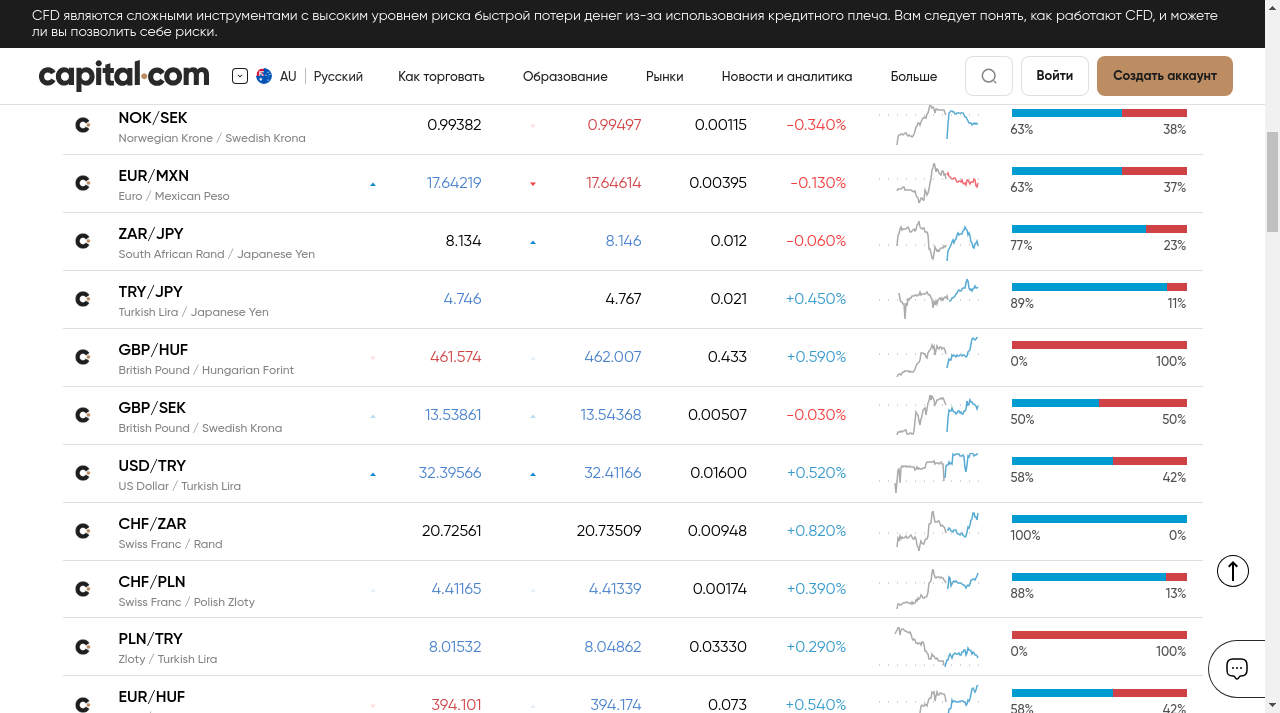 CFD являются сложными инструментами с высоким уровнем риска быстрой потери денег из-за использования кредитного плеча. Вам следует понять, как работают CFD, и можете
ли вы позволить себе риски.
capital.com AU Русский Как торговать Образование Рынки Новости и аналитика Больше Войти Создать аккаунт
NOK/SEK 0.99382 0.99497 0.00115 -0.340%
Norwegian Krone / Swedish Krona 63% 38%
EUR/MXN 17.64219 17.64614 0.00395 -0.130%
Euro / Mexican Peso 63% 37%
ZAR/JPY 8.134 8.146 0.012 -0.060%
South African Rand / Japanese Yen 77% 23%
TRY/JPY 4.746 4.767 0.021 +0.450%
Turkish Lira / Japanese Yen 89% 11%
GBP/HUF 461.574 462.007 0.433 +0.590%
British Pound / Hungarian Forint 0% 100%
GBP/SEK 13.53861 13.54368 0.00507 -0.030%
British Pound / Swedish Krona 50% 50%
USD/TRY 32.39566 32.41166 0.01600 +0.520%
US Dollar / Turkish Lira 58% 42%
CHF/ZAR 20.72561 20.73509 0.00948 +0.820%
Swiss Franc / Rand 100% 0%
CHF/PLN 4.41165 4.41339 0.00174 +0.390%
Swiss Franc / Polish Zloty 88% 13%
PLN/TRY 8.01532 8.04862 0.03330 +0.290%
Zloty / Turkish Lira 0% 100%
EUR/HUF 394.101 394.174 0.073 +0.540%
58% 42%